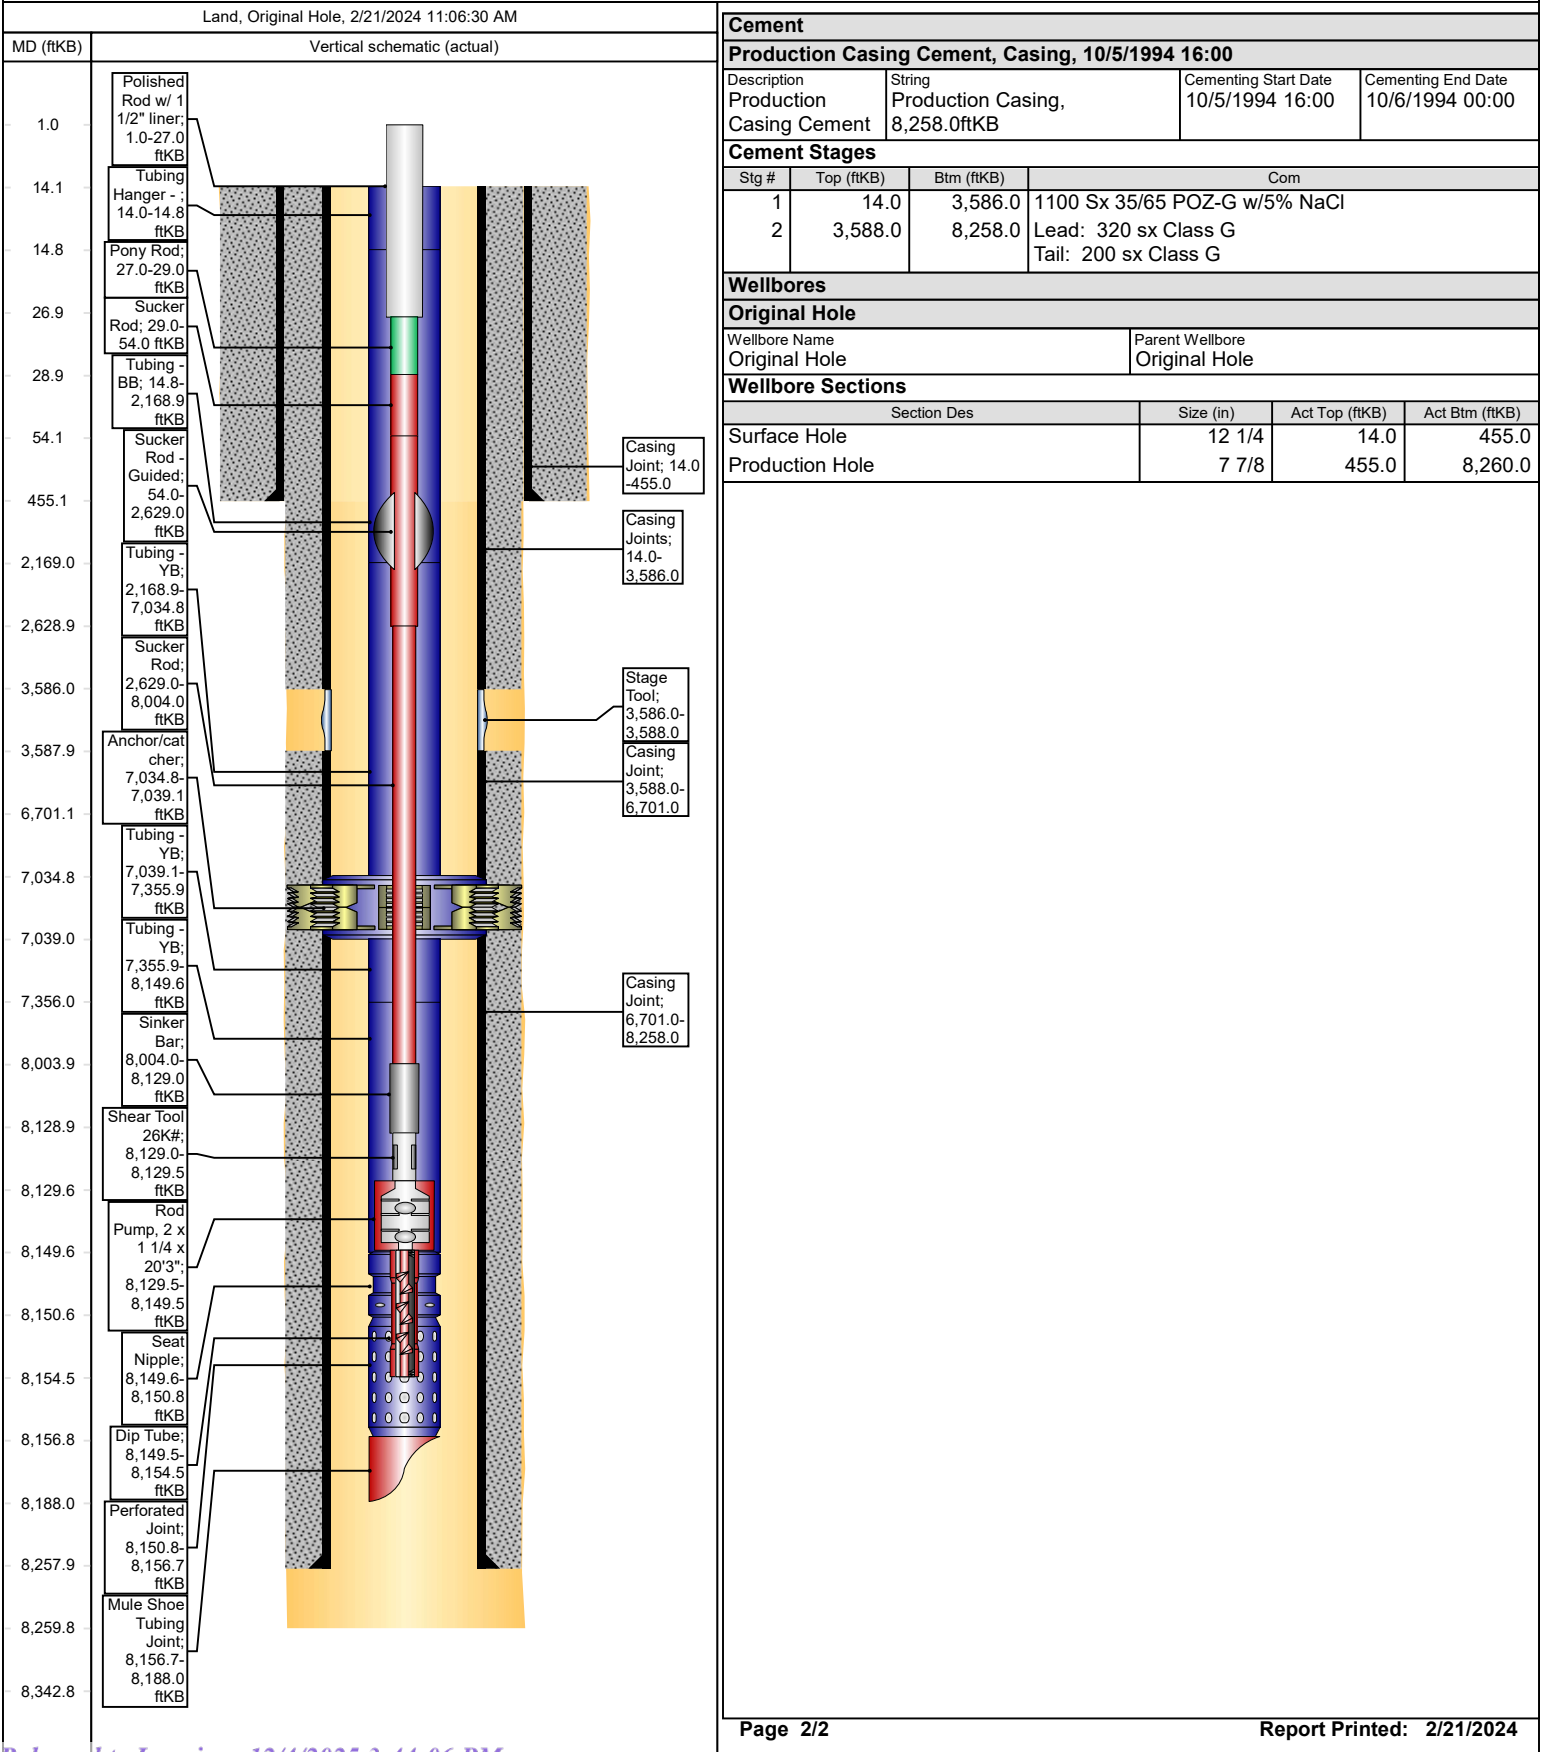 Land, Original Hole, 2/21/2024 11:06:30 AM
MD (ftKB)
Vertical schematic (actual)
1.0
14.1
14.8
26.9
28.9
54.1
455.1
2,169.0
2,628.9
3,586.0
3,587.9
6,701.1
7,034.8
7,039.0
7,356.0
8,003.9
8,128.9
8,129.6
8,149.6
8,150.6
8,154.5
8,156.8
8,188.0
8,257.9
8,259.8
8,342.8
Polished
Rod w/ 1
1/2" liner;
1.0-27.0
ftKB
Tubing
Hanger - ;
14.0-14.8
ftKB
Pony Rod;
27.0-29.0
ftKB
Sucker
Rod; 29.0-
54.0 ftKB
Tubing -
BB; 14.8-
2,168.9
ftKB
Sucker
Rod -
Guided;
54.0-
2,629.0
ftKB
Tubing -
YB;
2,168.9-
7,034.8
ftKB
Sucker
Rod;
2,629.0-
8,004.0
ftKB
Anchor/cat
cher;
7,034.8-
7,039.1
ftKB
Tubing -
YB;
7,039.1-
7,355.9
ftKB
Tubing -
YB;
7,355.9-
8,149.6
ftKB
Sinker
Bar;
8,004.0-
8,129.0
ftKB
Shear Tool
26K#;
8,129.0-
8,129.5
ftKB
Rod
Pump, 2 x
1 1/4 x
20'3";
8,129.5-
8,149.5
ftKB
Seat
Nipple;
8,149.6-
8,150.8
ftKB
Dip Tube;
8,149.5-
8,154.5
ftKB
Perforated
Joint;
8,150.8-
8,156.7
ftKB
Mule Shoe
Tubing
Joint;
8,156.7-
8,188.0
ftKB
Casing
Joint; 14.0
-455.0
Casing
Joints;
14.0-
3,586.0
Stage
Tool;
3,586.0-
3,588.0
Casing
Joint;
3,588.0-
6,701.0
Casing
Joint;
6,701.0-
8,258.0
Cement
Production Casing Cement, Casing, 10/5/1994 16:00
Description String Cementing Start Date Cementing End Date
Production Production Casing, 10/5/1994 16:00 10/6/1994 00:00
Casing Cement 8,258.0ftKB
Cement Stages
Stg # Top (ftKB) Btm (ftKB) Com
1 14.0 3,586.0 1100 Sx 35/65 POZ-G w/5% NaCl
2 3,588.0 8,258.0 Lead: 320 sx Class G
Tail: 200 sx Class G
Wellbores
Original Hole
Wellbore Name Parent Wellbore
Original Hole Original Hole
Wellbore Sections
Section Des Size (in) Act Top (ftKB) Act Btm (ftKB)
Surface Hole 12 1/4 14.0 455.0
Production Hole 7 7/8 455.0 8,260.0
Page 2/2 Report Printed: 2/21/2024